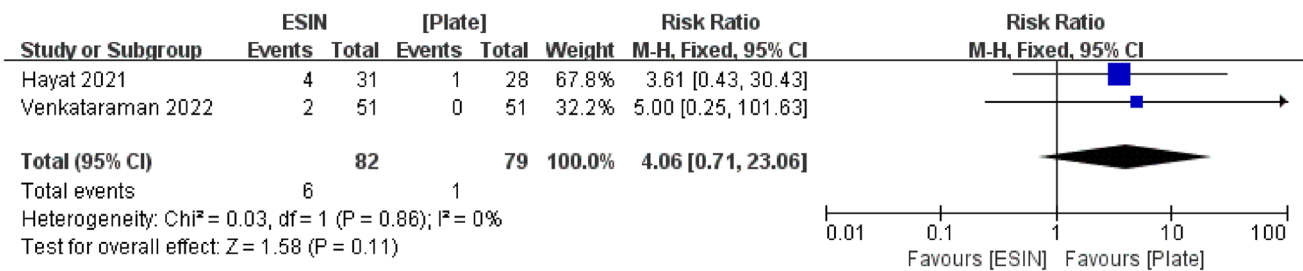 ESIN [Plate] Risk Ratio Risk Ratio
Study or Subgroup Events Total Events Total Weight M-H, Fixed, 95% CI M-H, Fixed, 95% CI
Hayat 2021 4 31 1 28 67.8% 3.61 [0.43, 30.43]
Venkataraman 2022 2 51 0 51 32.2% 5.00 [0.25, 101.63]
Total (95% CI) 82 79 100.0% 4.06 [0.71, 23.06]
Total events 6 1
Heterogeneity: Chi² = 0.03, df = 1 (P = 0.86); I² = 0%
Test for overall effect: Z = 1.58 (P = 0.11)
0.01 0.1 1 10 100
Favours [ESIN] Favours [Plate]